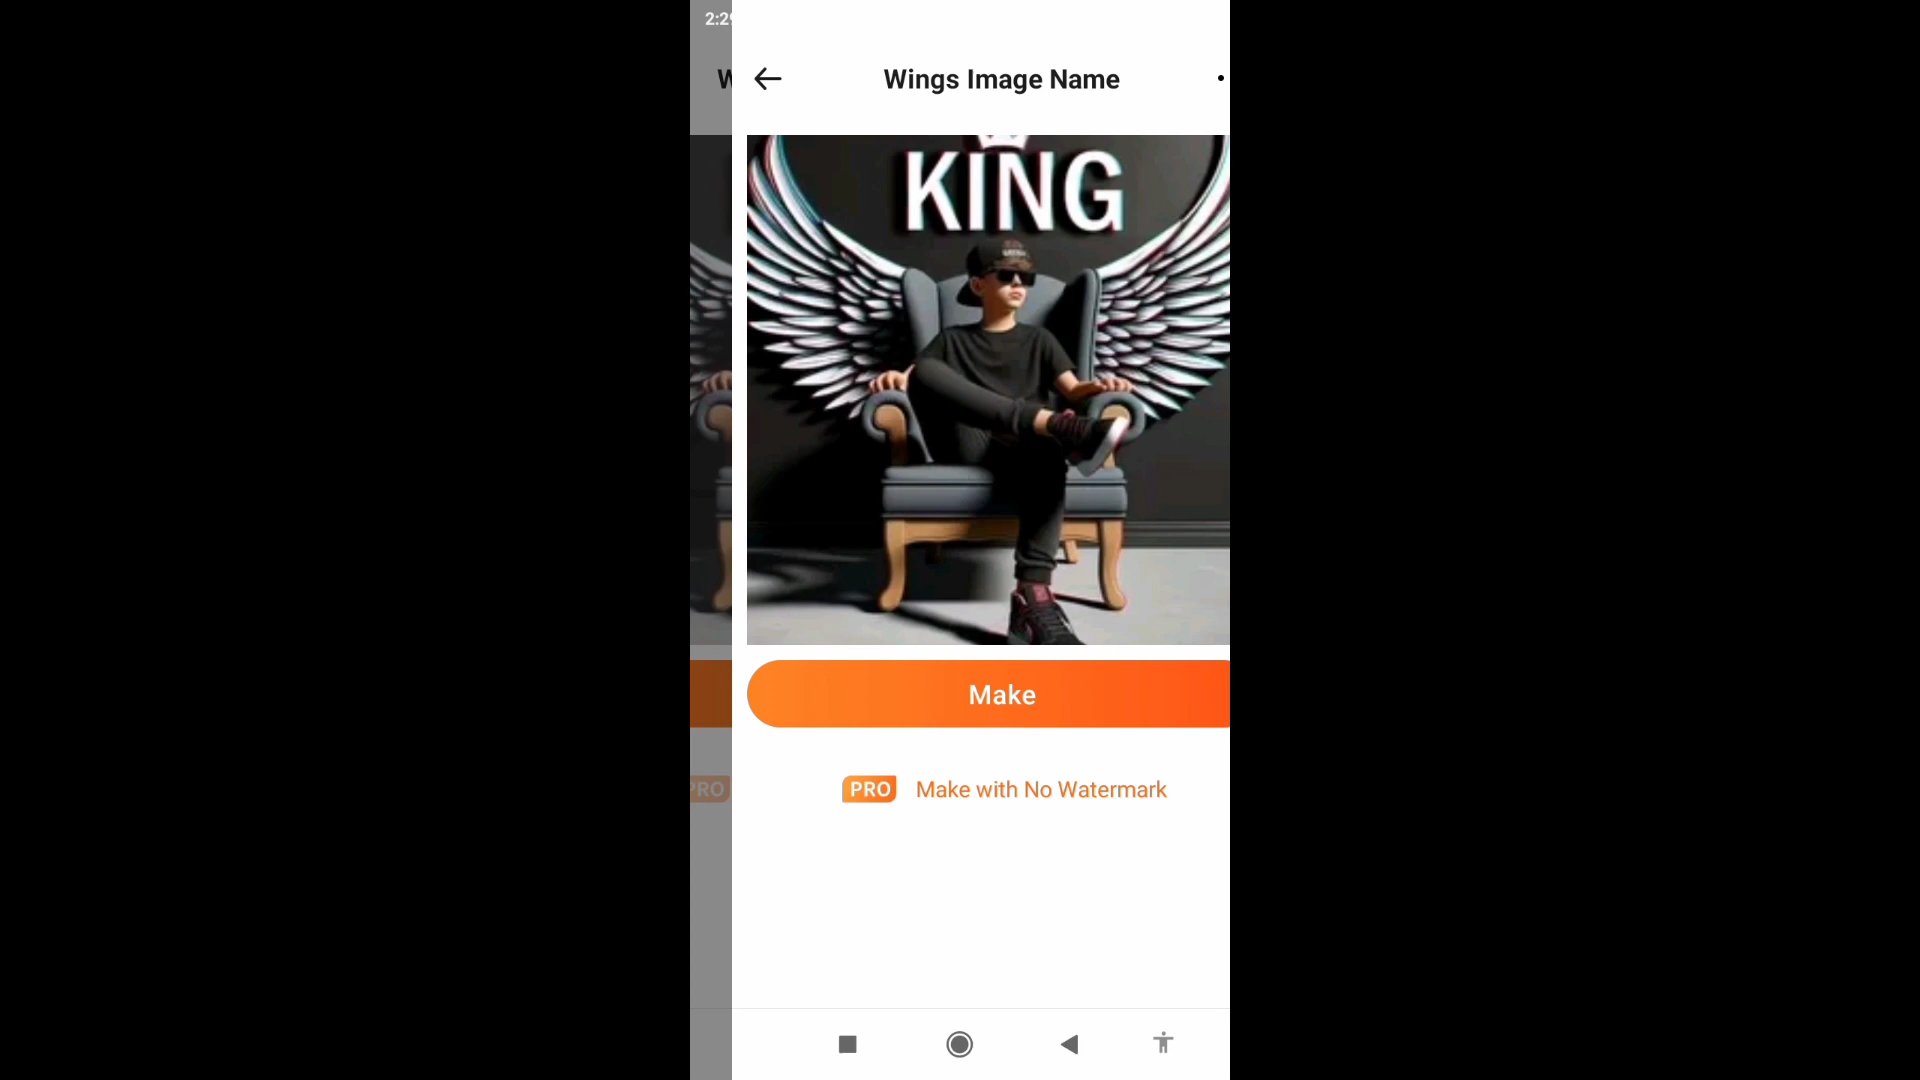 2:29
W
Wings Image Name
KING
Make
PRO
PRO Make with No Watermark